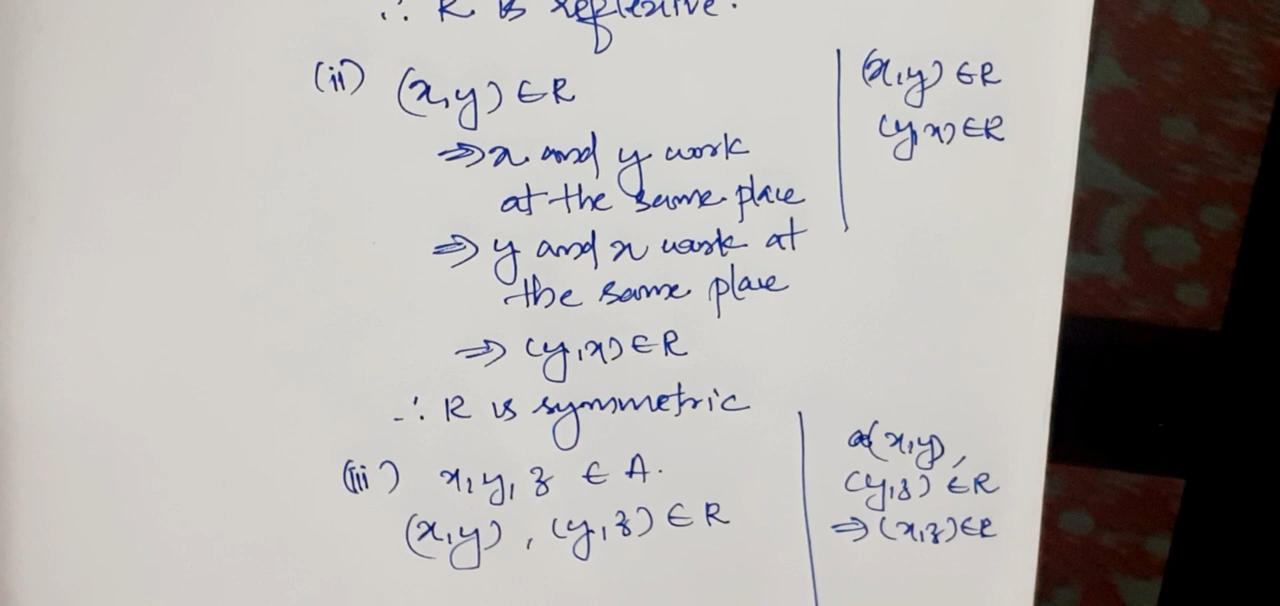 ∴ R is reflexive.
(ii) (x,y) ∈R
⇒ x and y work
at the same place
⇒ y and x work at
the same place
⇒ (y,x) ∈R
∴ R is symmetric
(x,y) ∈R
(y,x) ∈R
(iii) x, y, z ∈ A.
(x,y), (y,z) ∈ R
(x,y),
(y,z) ∈R
⇒ (x,z) ∈R